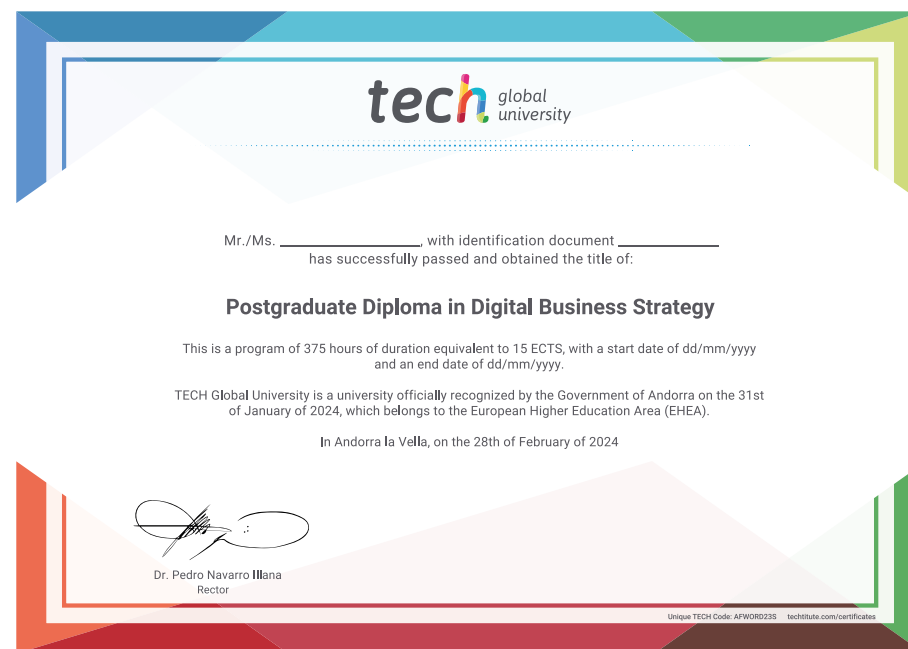 tech global
university
Mr./Ms. ____________________, with identification document ______________
has successfully passed and obtained the title of:
Postgraduate Diploma in Digital Business Strategy
This is a program of 375 hours of duration equivalent to 15 ECTS, with a start date of dd/mm/yyyy
and an end date of dd/mm/yyyy.
TECH Global University is a university officially recognized by the Government of Andorra on the 31st
of January of 2024, which belongs to the European Higher Education Area (EHEA).
In Andorra la Vella, on the 28th of February of 2024
Dr. Pedro Navarro Illana
Rector
Unique TECH Code: AFWORD23S techtitute.com/certificates